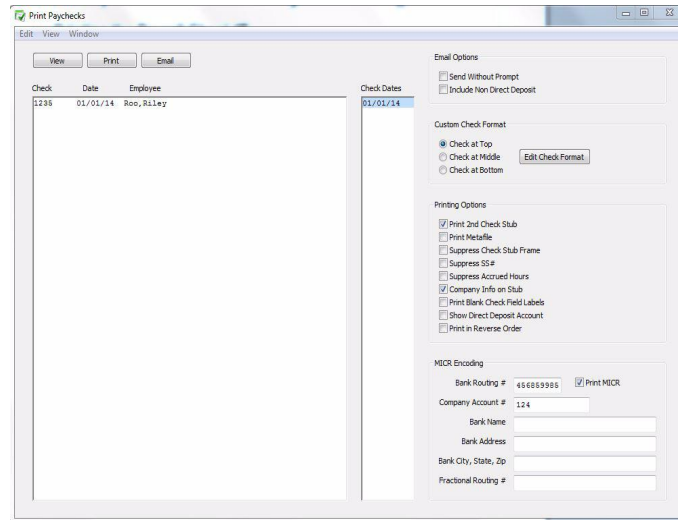 Print Paychecks
Edit View Window
View Print Email
Check Date Employee
1235 01/01/14 Roo,Riley
Check Dates
01/01/14
Email Options
Send Without Prompt
Include Non Direct Deposit
Custom Check Format
Check at Top
Check at Middle
Edit Check Format
Check at Bottom
Printing Options
Print 2nd Check Stub
Print Metafile
Suppress Check Stub Frame
Suppress SS#
Suppress Accrued Hours
Company Info on Stub
Print Blank Check Field Labels
Show Direct Deposit Account
Print in Reverse Order
MICR Encoding
Bank Routing # 456859985 Print MICR
Company Account # 124
Bank Name
Bank Address
Bank City, State, Zip
Fractional Routing #